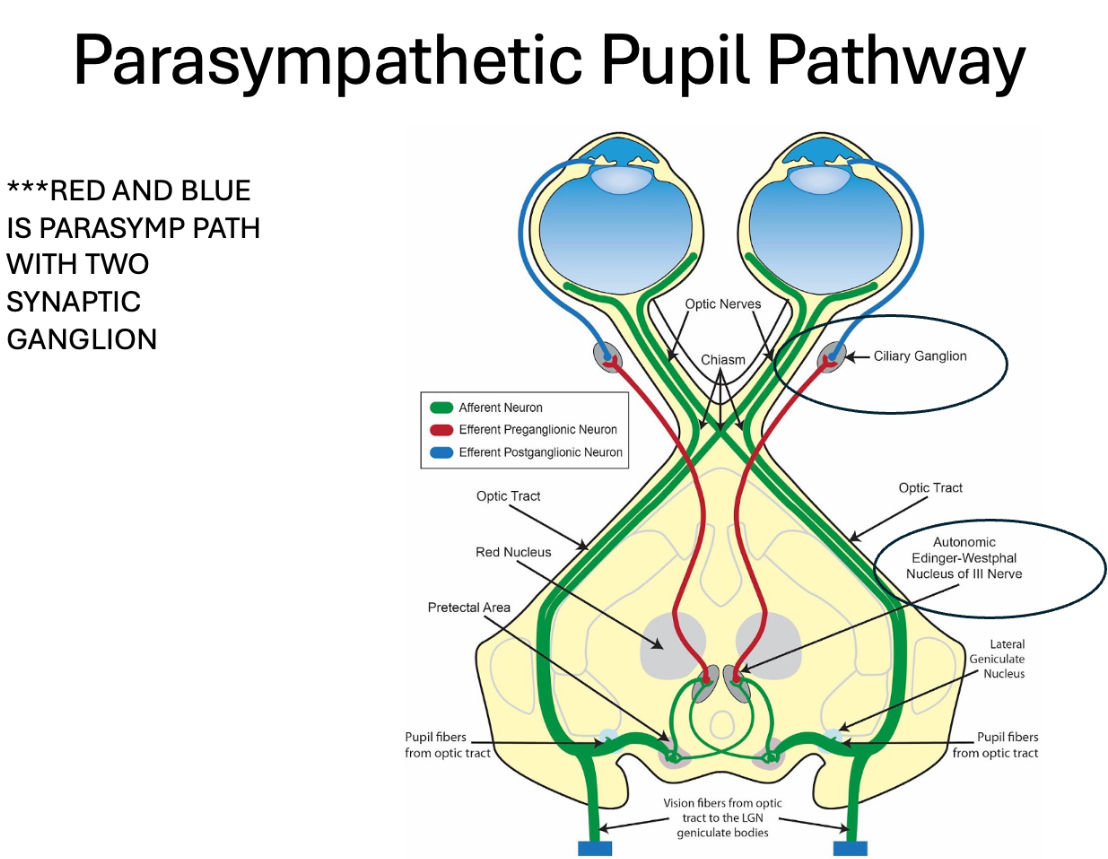 Parasympathetic Pupil Pathway
***RED AND BLUE
IS PARASYMP PATH
WITH TWO
SYNAPTIC
GANGLION
Optic Nerves
Chiasm
Ciliary Ganglion
Afferent Neuron
Efferent Preganglionic Neuron
Efferent Postganglionic Neuron
Optic Tract
Optic Tract
Red Nucleus
Autonomic
Edinger-Westphal
Nucleus of III Nerve
Pretectal Area
Lateral
Geniculate
Nucleus
Pupil fibers
from optic tract
Pupil fibers
from optic tract
Vision fibers from optic
tract to the LGN
geniculate bodies